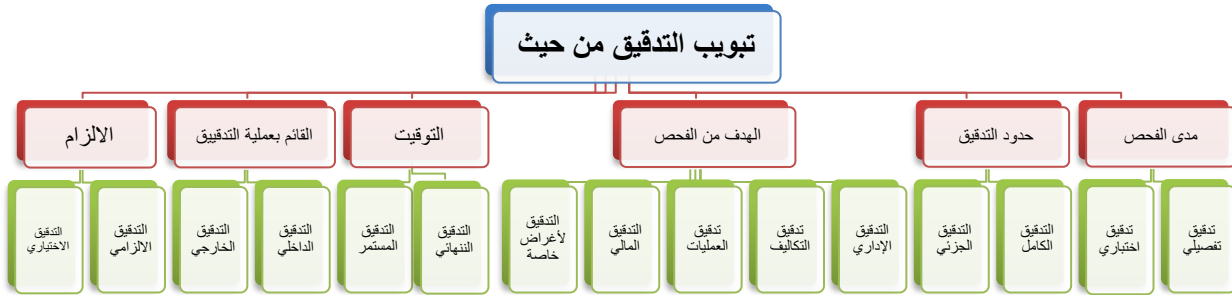 تبويب التدقيق من حيث
مدى الفحص
حدود التدقيق
الهدف من الفحص
التوقيت
القائم بعملية التدقييق
الالزام
تدقيق
تفصيلي
تدقيق
اختباري
التدقيق
الكامل
التدقيق
الجزئي
التدقيق
الإداري
تدقيق
التكاليف
تدقيق
العمليات
التدقيق
المالي
التدقيق
لأغراض
خاصة
التدقيق
الننهائي
التدقيق
المستمر
التدقيق
الداخلي
التدقيق
الخارجي
التدقيق
الالزامي
التدقيق
الاختياري